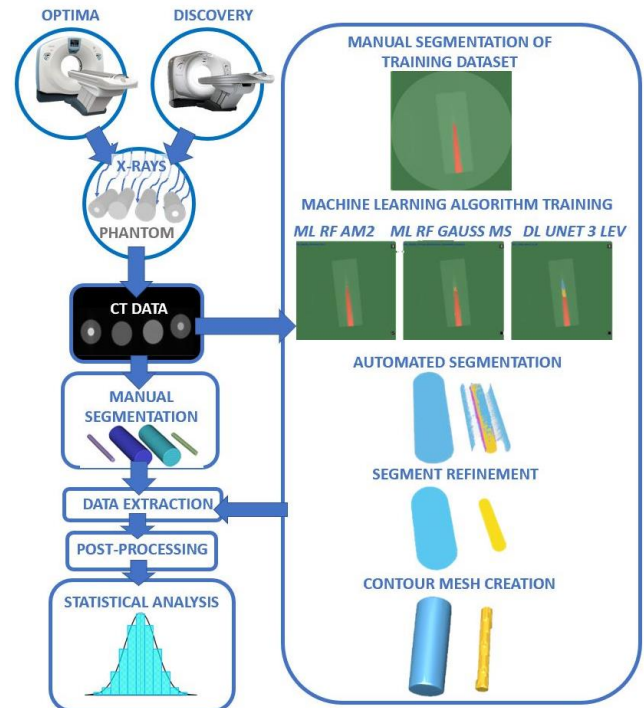 OPTIMA
DISCOVERY
X-RAYS
PHANTOM
CT DATA
MANUAL
SEGMENTATION
DATA EXTRACTION
POST-PROCESSING
STATISTICAL ANALYSIS
MANUAL SEGMENTATION OF
TRAINING DATASET
MACHINE LEARNING ALGORITHM TRAINING
ML RF AM2
ML RF GAUSS MS
DL UNET 3 LEV
AUTOMATED SEGMENTATION
SEGMENT REFINEMENT
CONTOUR MESH CREATION